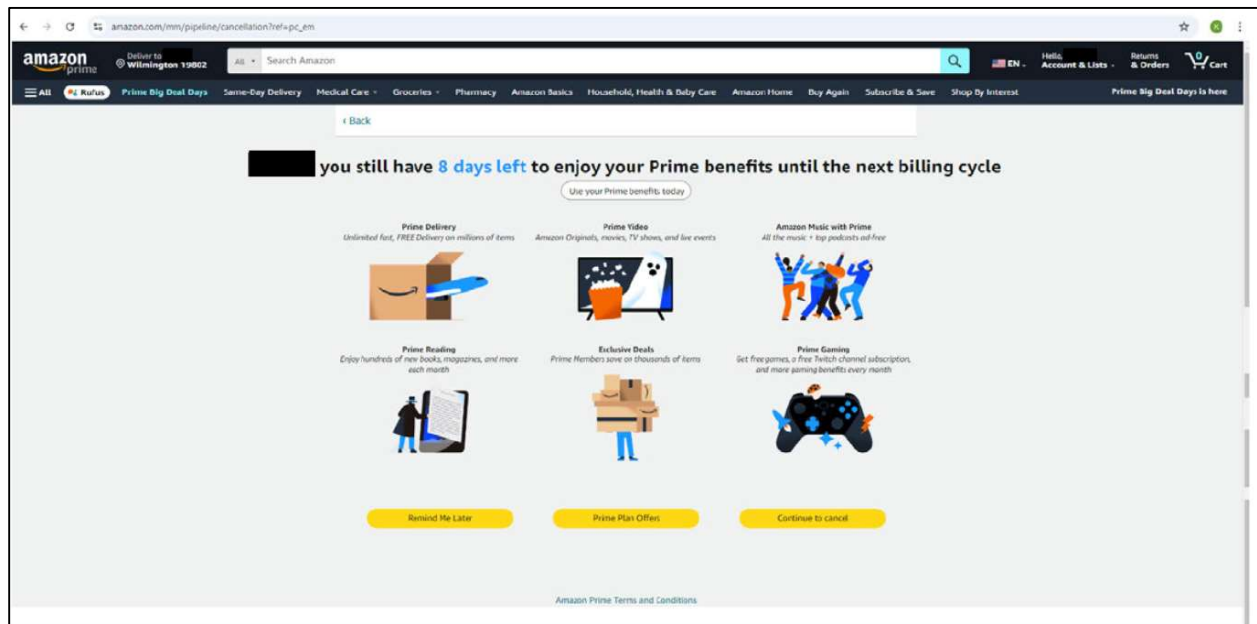 amazon.com/mm/pipeline/cancellation?ref=pc_em
K
amazon
prime
Deliver to
Wilmington 19802
All
Search Amazon
EN
Hello,
Account & Lists
Returns
& Orders
0
Cart
All
Rufus
Prime Big Deal Days
Same-Day Delivery
Medical Care
Groceries
Pharmacy
Amazon Basics
Household, Health & Baby Care
Amazon Home
Buy Again
Subscribe & Save
Shop By Interest
Prime Big Deal Days is here
‹ Back
you still have 8 days left to enjoy your Prime benefits until the next billing cycle
Use your Prime benefits today
Prime Delivery
Unlimited fast, FREE Delivery on millions of items
Prime Video
Amazon Originals, movies, TV shows, and live events
Amazon Music with Prime
All the music + top podcasts ad-free
Prime Reading
Enjoy hundreds of new books, magazines, and more
each month
Exclusive Deals
Prime Members save on thousands of items
Prime Gaming
Get free games, a free Twitch channel subscription,
and more gaming benefits every month
Remind Me Later
Prime Plan Offers
Continue to cancel
Amazon Prime Terms and Conditions